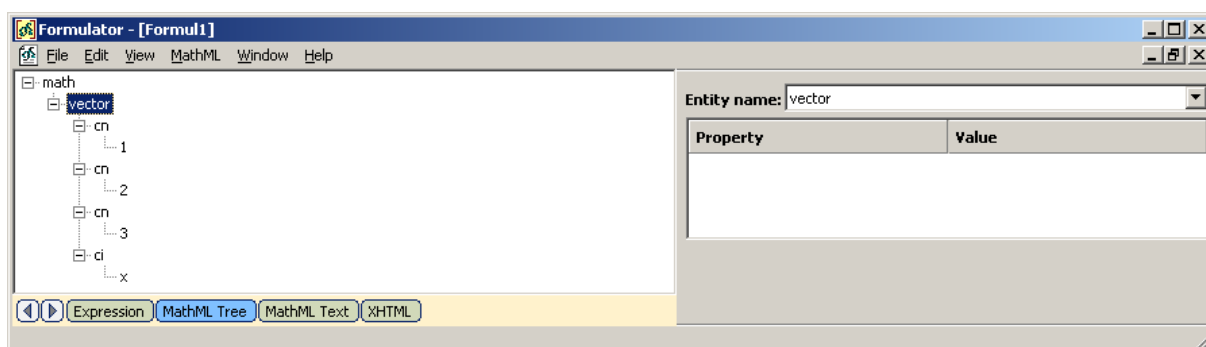 Formulator - [Formul1]
File Edit View MathML Window Help
math
vector
cn
1
cn
2
cn
3
ci
x
Entity name: vector
Property Value
Expression MathML Tree MathML Text XHTML